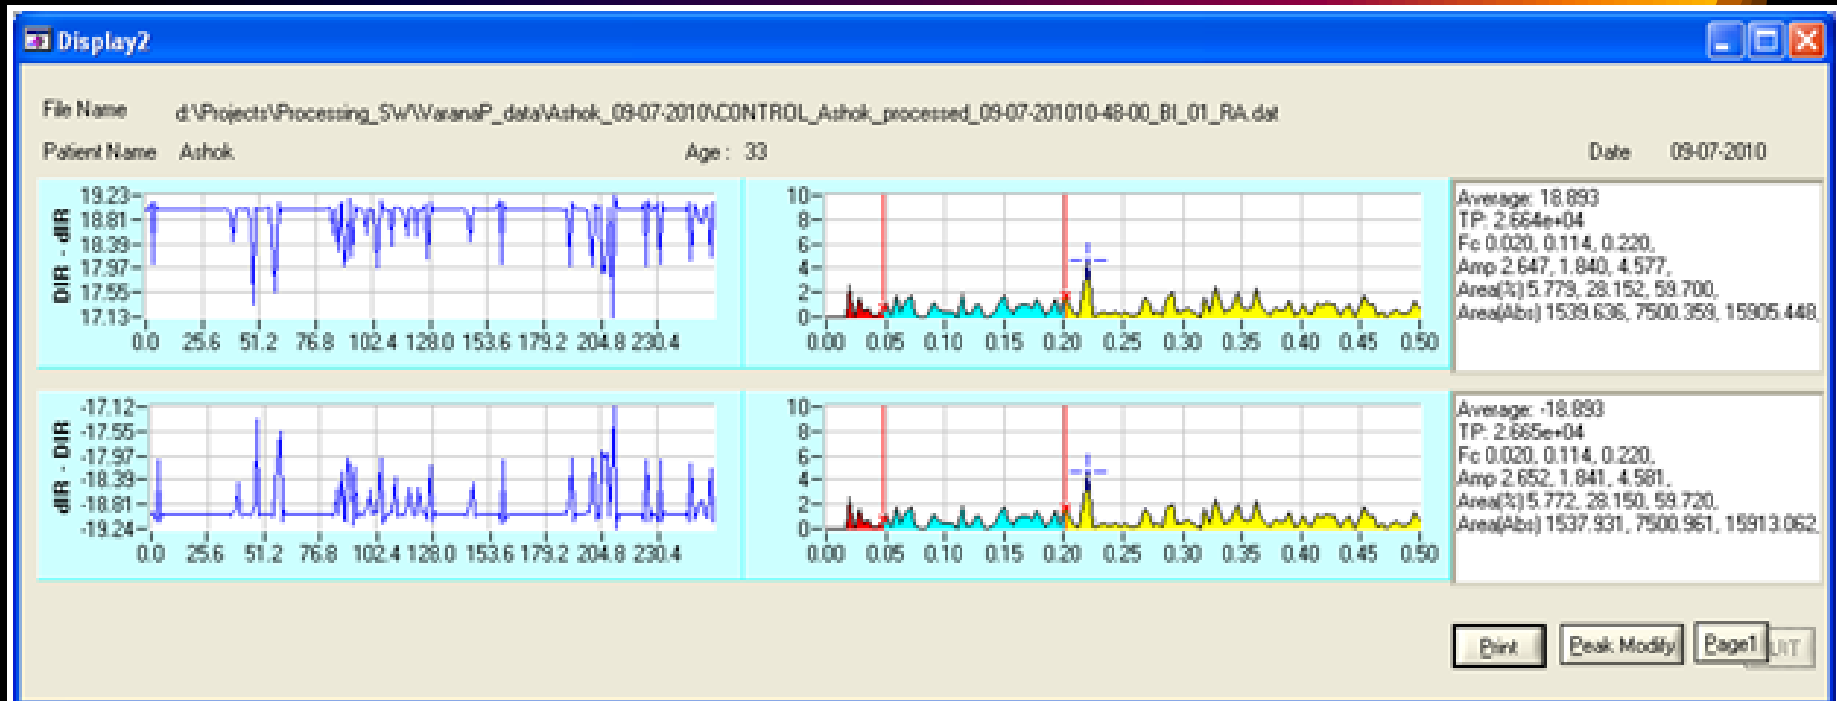 Display2
File Name d:\Projects\Processing_SW\VaranaP_data\Ashok_09-07-2010\CONTROL_Ashok_processed_09-07-201010-48-00_BI_01_RA.dat
Patient Name Ashok Age : 33 Date 09-07-2010
DIR - dIR
19.23
18.81
18.39
17.97
17.55
17.13
0.0 25.6 51.2 76.8 102.4 128.0 153.6 179.2 204.8 230.4
10
8
6
4
2
0
0.00 0.05 0.10 0.15 0.20 0.25 0.30 0.35 0.40 0.45 0.50
Average: 18.893
TP: 2.664e+04
Fc 0.020, 0.114, 0.220,
Amp 2.647, 1.840, 4.577,
Area(%) 5.779, 28.152, 59.700,
Area(Abs) 1539.636, 7500.359, 15905.448,
dIR - DIR
-17.12
-17.55
-17.97
-18.39
-18.81
-19.24
0.0 25.6 51.2 76.8 102.4 128.0 153.6 179.2 204.8 230.4
10
8
6
4
2
0
0.00 0.05 0.10 0.15 0.20 0.25 0.30 0.35 0.40 0.45 0.50
Average: -18.893
TP: 2.665e+04
Fc 0.020, 0.114, 0.220,
Amp 2.652, 1.841, 4.581,
Area(%) 5.772, 28.150, 59.720,
Area(Abs) 1537.931, 7500.961, 15913.062,
Print Peak Modify Page1